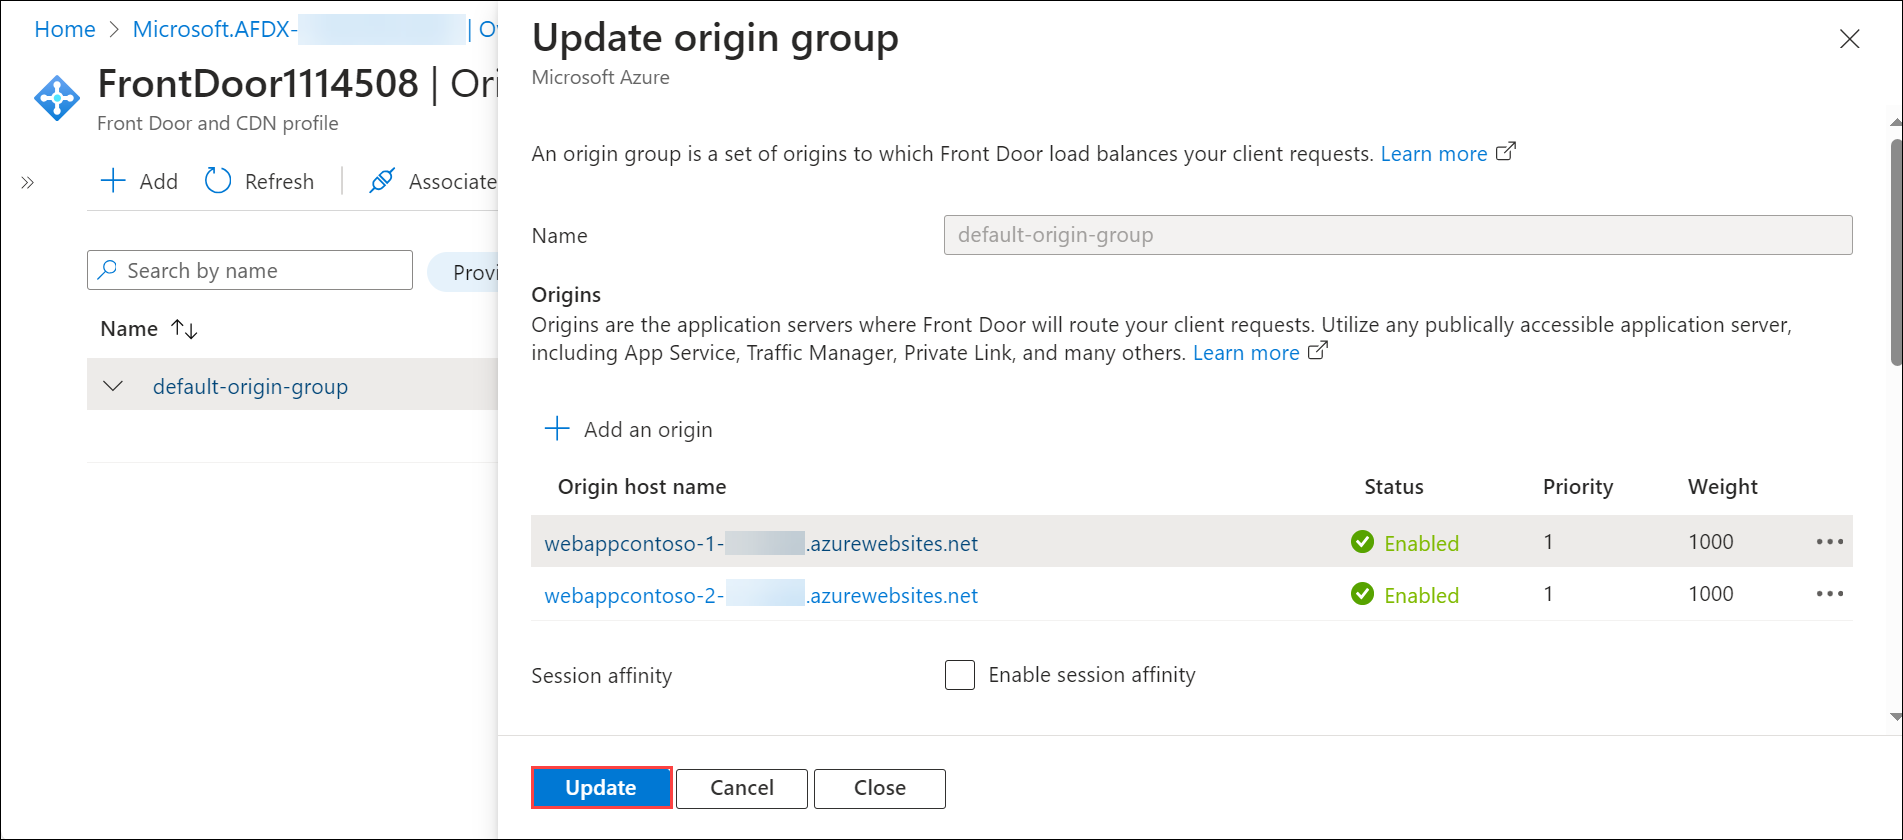 Home > Microsoft.AFDX- | Ov
FrontDoor1114508 | Ori
Front Door and CDN profile
Add Refresh | Associate
Search by name
Provi
Name
default-origin-group
Update origin group
Microsoft Azure
An origin group is a set of origins to which Front Door load balances your client requests. Learn more
Name default-origin-group
Origins
Origins are the application servers where Front Door will route your client requests. Utilize any publically accessible application server,
including App Service, Traffic Manager, Private Link, and many others. Learn more
Add an origin
Origin host name Status Priority Weight
webappcontoso-1- .azurewebsites.net Enabled 1 1000
webappcontoso-2- .azurewebsites.net Enabled 1 1000
Session affinity Enable session affinity
Update Cancel Close